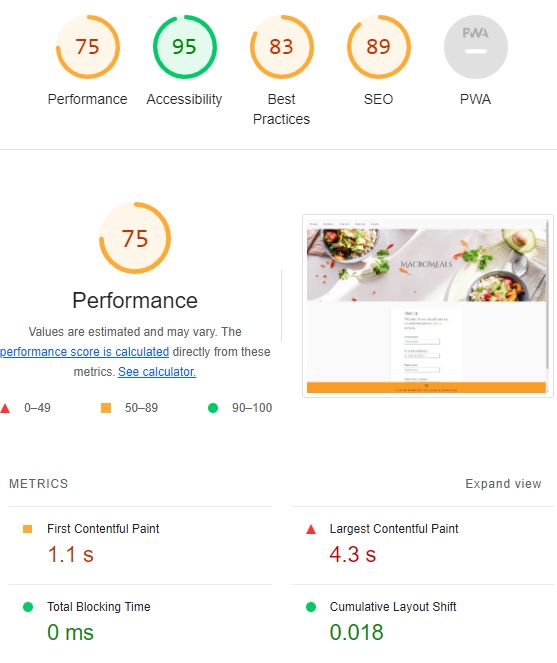 75 95 83 89 PWA
Performance Accessibility Best Practices SEO PWA
75
Performance
Values are estimated and may vary. The
performance score is calculated directly from these
metrics. See calculator.
0–49 50–89 90–100
MACROMEALS
Sign Up
METRICS Expand view
First Contentful Paint
1.1 s
Largest Contentful Paint
4.3 s
Total Blocking Time
0 ms
Cumulative Layout Shift
0.018